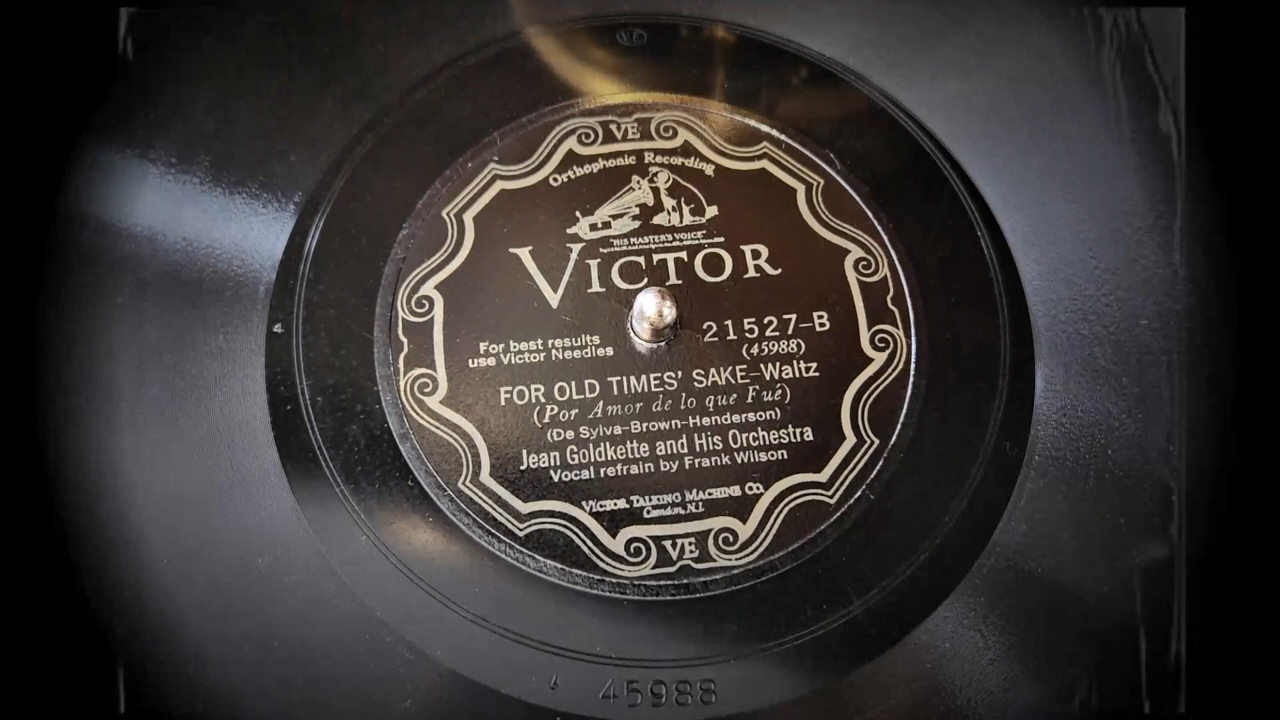 VE
VE
Orthophonic Recording
"HIS MASTER'S VOICE"
VICTOR
For best results
use Victor Needles
21527-B
(45988)
FOR OLD TIMES' SAKE-Waltz
(Por Amor de lo que Fué)
(De Sylva-Brown-Henderson)
Jean Goldkette and His Orchestra
Vocal refrain by Frank Wilson
VICTOR TALKING MACHINE CO.
Camden, N.J.
VE
4
45988